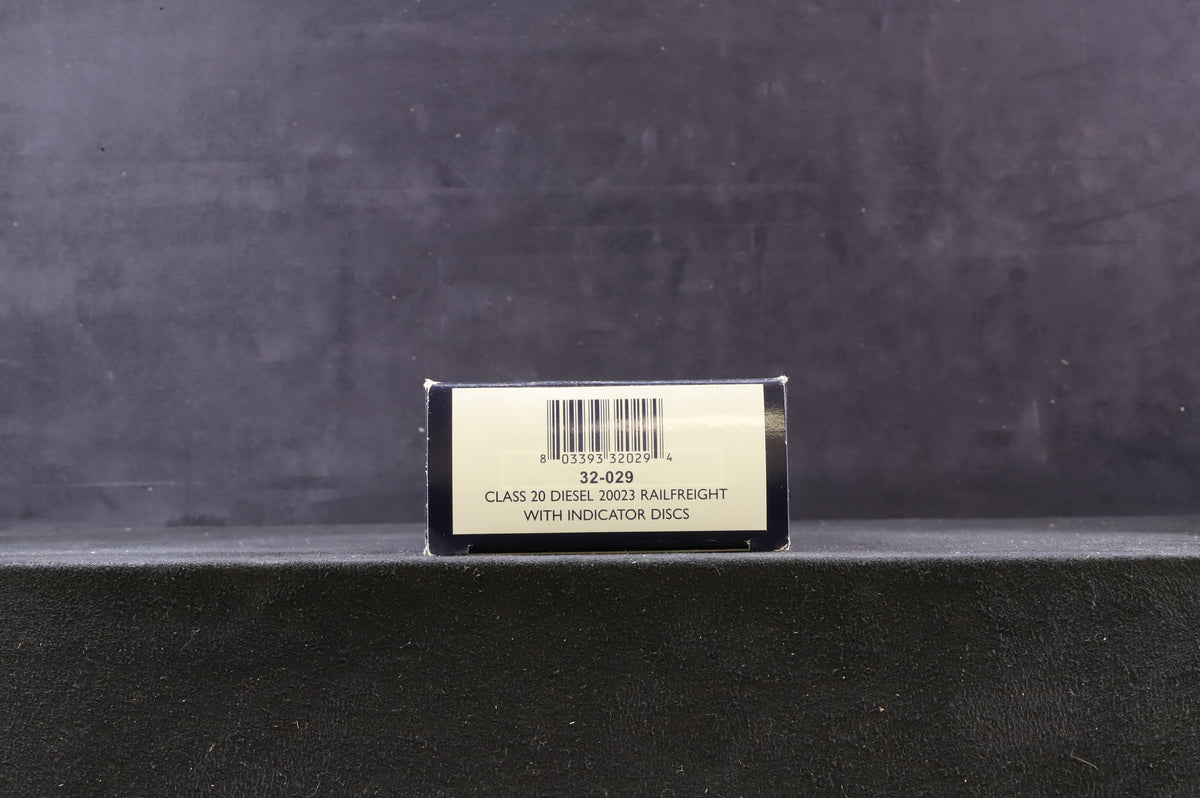 8 03393 32029 4
32-029
CLASS 20 DIESEL 20023 RAILFREIGHT
WITH INDICATOR DISCS